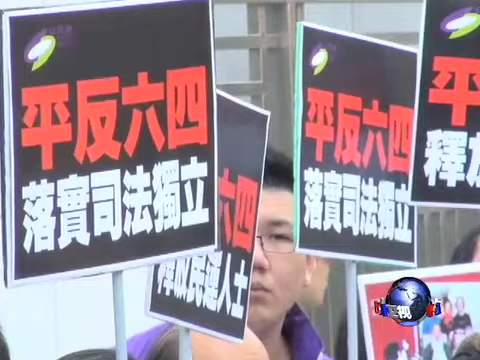 平反六四
落實司法獨立
六四
釋放民運人士
平反六四
落實司法獨立
平
釋放